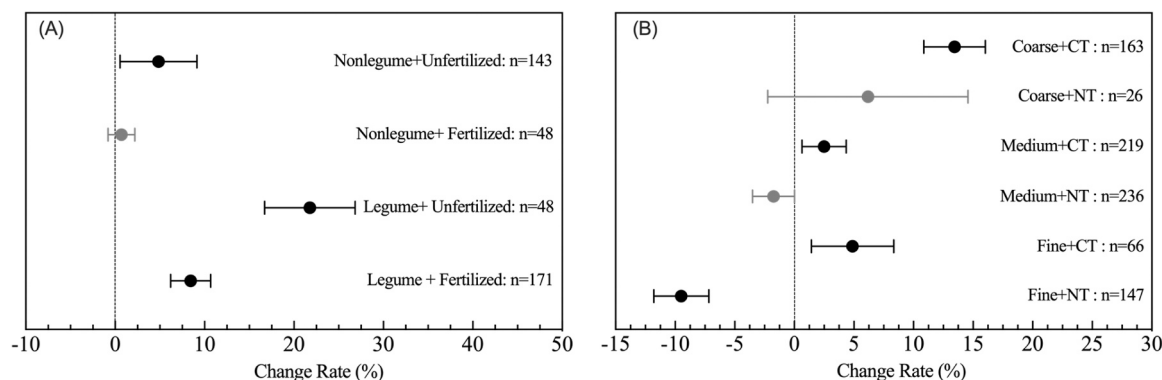 (A)
Nonlegume+Unfertilized: n=143
Nonlegume+ Fertilized: n=48
Legume+ Unfertilized: n=48
Legume + Fertilized: n=171
-10 0 10 20 30 40 50
Change Rate (%)
(B)
Coarse+CT : n=163
Coarse+NT : n=26
Medium+CT : n=219
Medium+NT : n=236
Fine+CT : n=66
Fine+NT : n=147
-15 -10 -5 0 5 10 15 20 25 30
Change Rate (%)